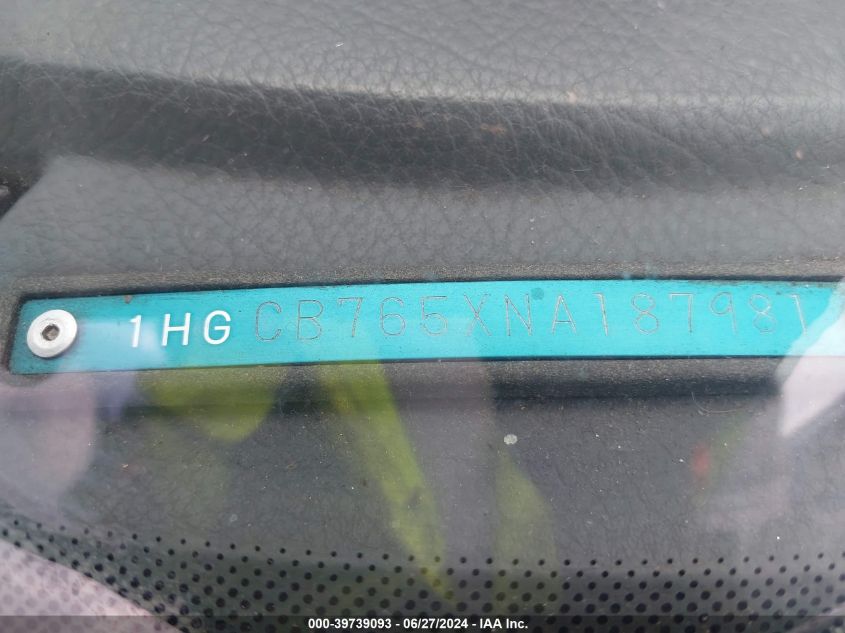 1HGCB765XNA187981
000-39739093 / 06/27/2024 - IAA Inc.